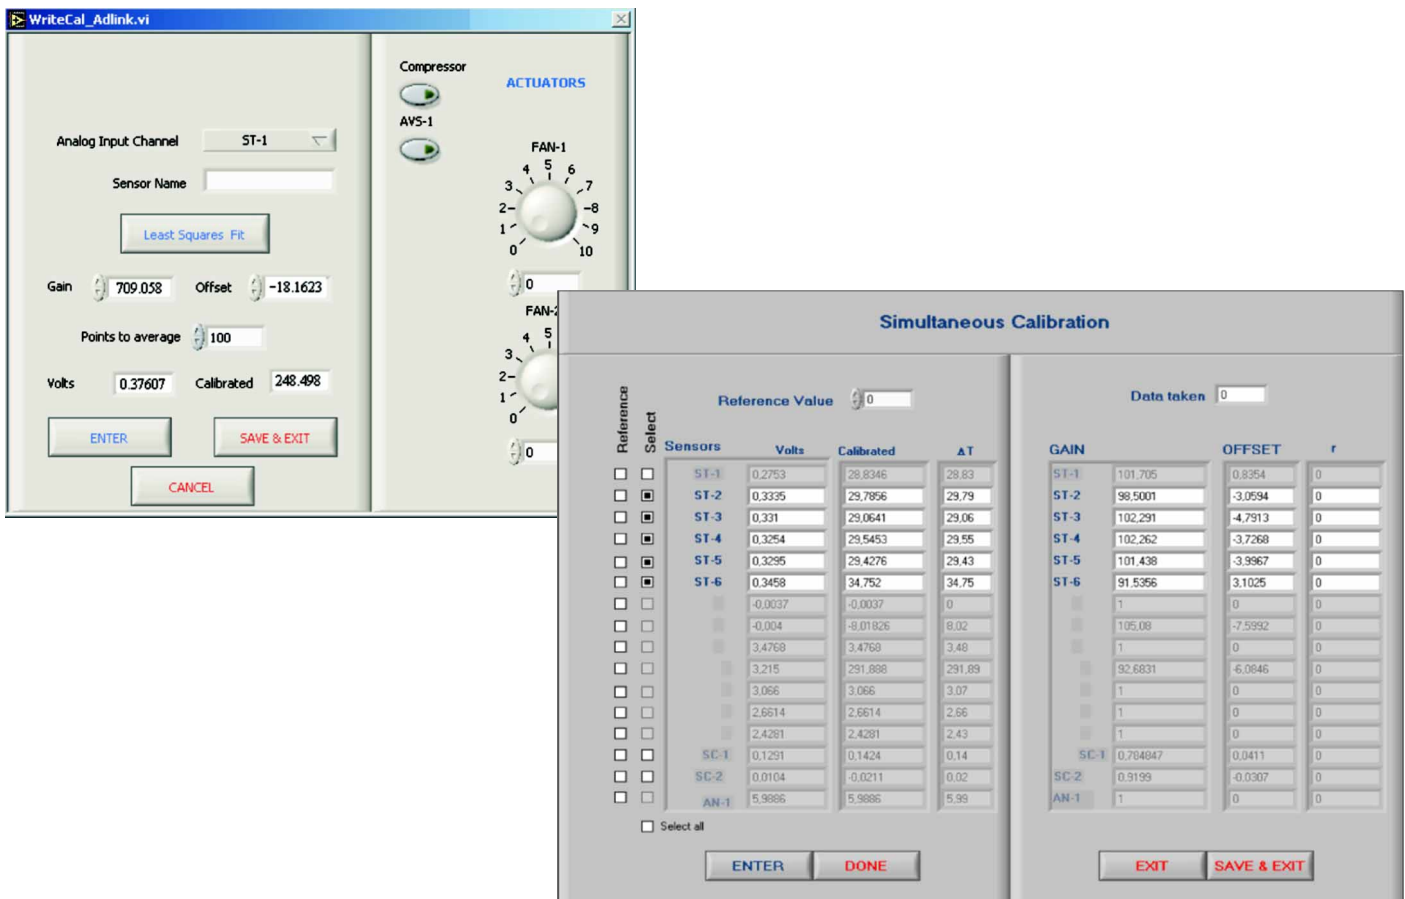 WriteCal_Adlink.vi
Compressor
ACTUATORS
AVS-1
Analog Input Channel ST-1
Sensor Name
Least Squares Fit
Gain 709.058 Offset -18.1623
Points to average 100
Volts 0.37607 Calibrated 248.498
ENTER SAVE & EXIT
CANCEL
FAN-1
0 1 2 3 4 5 6 7 8 9 10
0
FAN-2
0 1 2 3 4 5
0
Simultaneous Calibration
Reference Select
Reference Value 0
Data taken 0
Sensors Volts Calibrated ΔT GAIN OFFSET r
ST-1 0,2753 28,8346 28,83 ST-1 101,705 0,8354 0
ST-2 0,3335 29,7856 29,79 ST-2 98,5001 -3,0594 0
ST-3 0,331 29,0641 29,06 ST-3 102,291 -4,7913 0
ST-4 0,3254 29,5453 29,55 ST-4 102,262 -3,7268 0
ST-5 0,3295 29,4276 29,43 ST-5 101,438 -3,9967 0
ST-6 0,3458 34,752 34,75 ST-6 91,5356 3,1025 0
-0,0037 -0,0037 0 1 0 0
-0,004 -8,01826 8,02 105,08 -7,5992 0
3,4768 3,4768 3,48 1 0 0
3,215 291,888 291,89 92,6831 -6,0846 0
3,066 3,066 3,07 1 0 0
2,6614 2,6614 2,66 1 0 0
2,4281 2,4281 2,43 1 0 0
SC-1 0,1291 0,1424 0,14 SC-1 0,784847 0,0411 0
SC-2 0,0104 -0,0211 0,02 SC-2 0,9199 -0,0307 0
AN-1 5,9886 5,9886 5,99 AN-1 1 0 0
Select all
ENTER DONE EXIT SAVE & EXIT